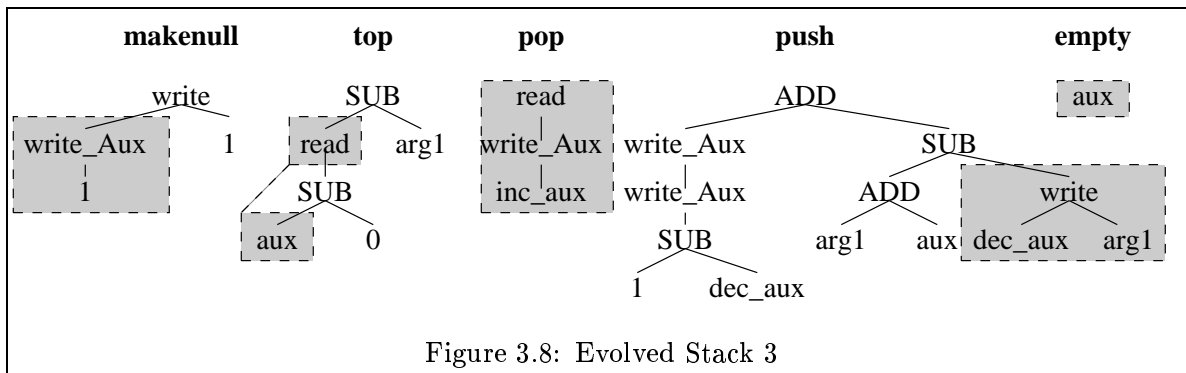 makenull top pop push empty
write SUB read ADD aux
write_Aux 1 read arg1 write_Aux write_Aux SUB
1 SUB inc_aux write_Aux ADD write
aux 0 SUB arg1 aux dec_aux arg1
1 dec_aux
Figure 3.8: Evolved Stack 3